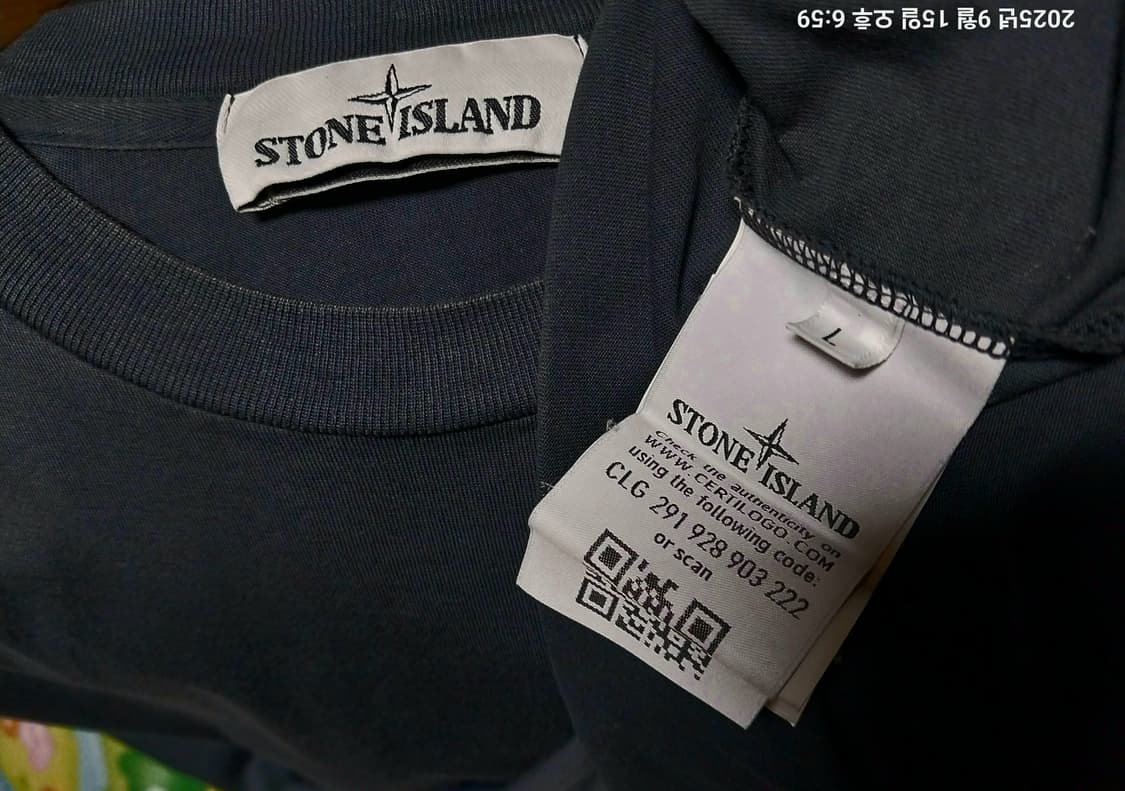 2025년 9월 15일 오후 6:59
STONE ISLAND
L
STONE ISLAND
Check the authenticity on
WWW.CERTILOGO.COM
using the following code:
CLG 291 928 903 222
or scan